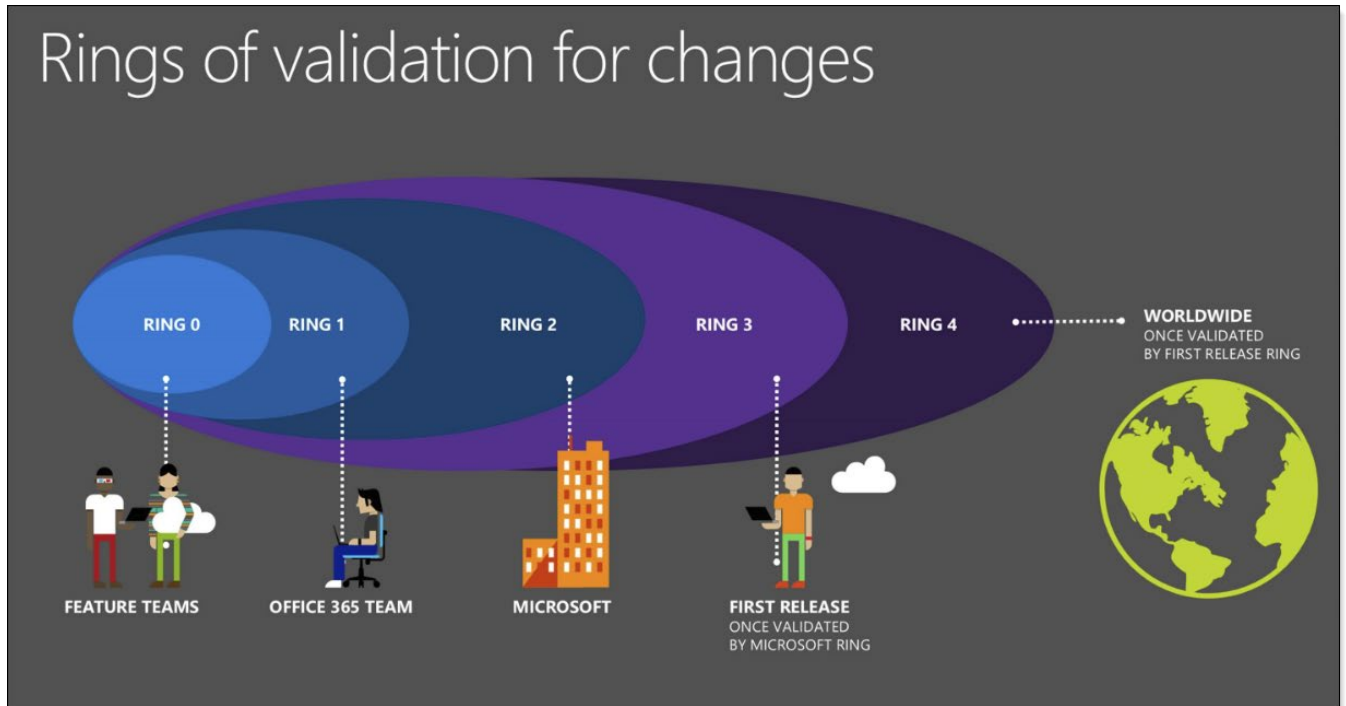 Rings of validation for changes
RING 0
RING 1
RING 2
RING 3
RING 4
WORLDWIDE
ONCE VALIDATED
BY FIRST RELEASE RING
FEATURE TEAMS
OFFICE 365 TEAM
MICROSOFT
FIRST RELEASE
ONCE VALIDATED
BY MICROSOFT RING